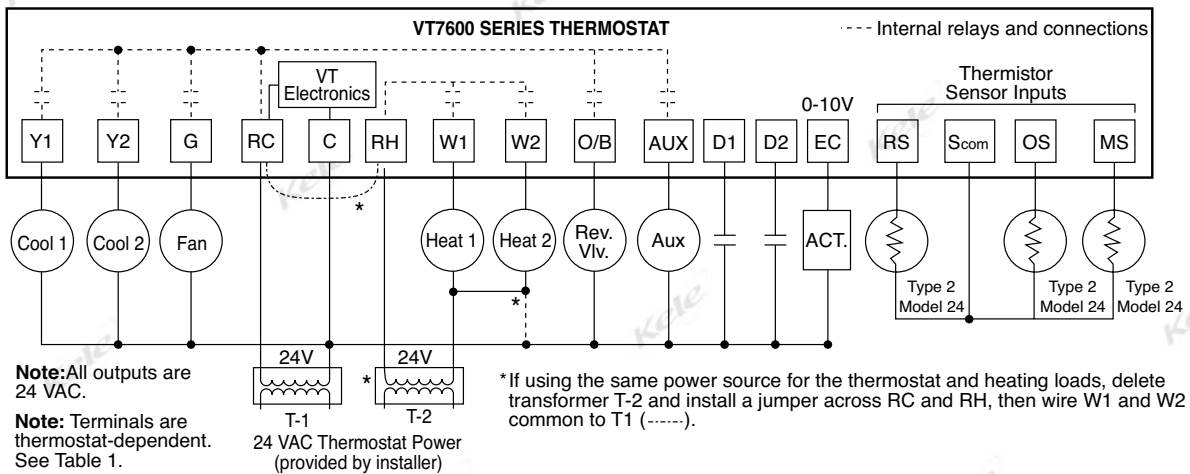 VT7600 SERIES THERMOSTAT
---- Internal relays and connections
VT
Electronics
Thermistor
Sensor Inputs
0-10V
Y1 Y2 G RC C RH W1 W2 O/B AUX D1 D2 EC RS Scom OS MS
*
Cool 1 Cool 2 Fan Heat 1 Heat 2 Rev. Vlv. Aux ACT.
Type 2
Model 24
Type 2
Model 24
Type 2
Model 24
*
24V 24V
*
T-1 T-2
24 VAC Thermostat Power
(provided by installer)
Note:All outputs are
24 VAC.
Note: Terminals are
thermostat-dependent.
See Table 1.
*If using the same power source for the thermostat and heating loads, delete
transformer T-2 and install a jumper across RC and RH, then wire W1 and W2
common to T1 (-----).
Kele
Kele
Kele
Kele